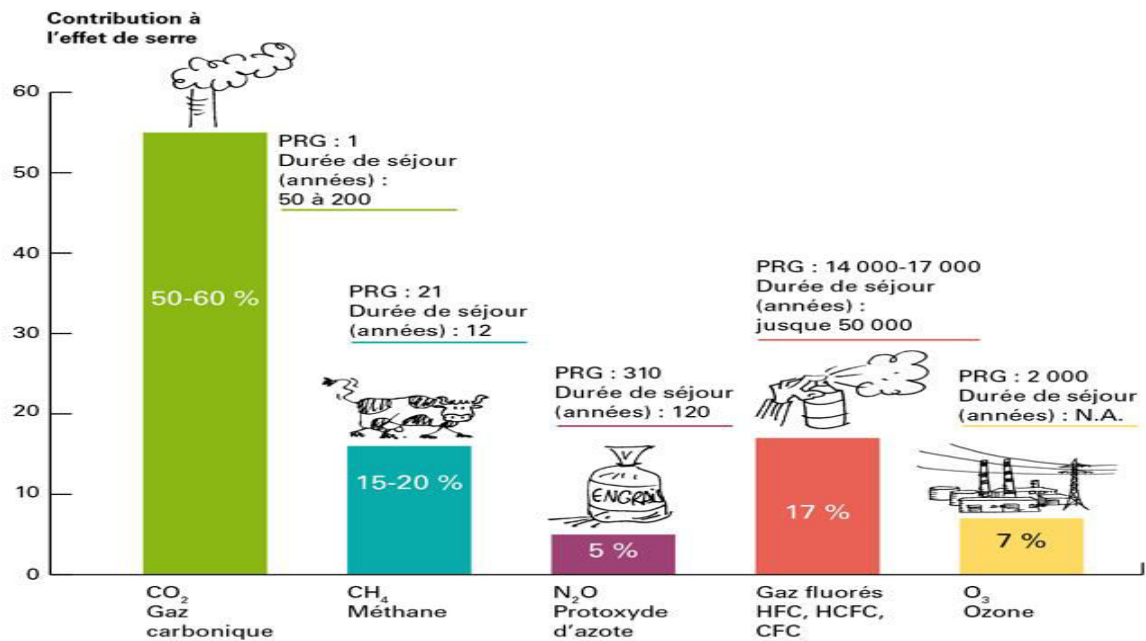 Contribution à
l'effet de serre
60
50
40
30
20
10
0
PRG : 1
Durée de séjour
(années) :
50 à 200
50-60 %
CO₂
Gaz
carbonique
PRG : 21
Durée de séjour
(années) : 12
15-20 %
CH₄
Méthane
PRG : 310
Durée de séjour
(années) : 120
ENGRAIS
5 %
N₂O
Protoxyde
d'azote
PRG : 14 000-17 000
Durée de séjour
(années) :
jusque 50 000
17 %
Gaz fluorés
HFC, HCFC,
CFC
PRG : 2 000
Durée de séjour
(années) : N.A.
7 %
O₃
Ozone